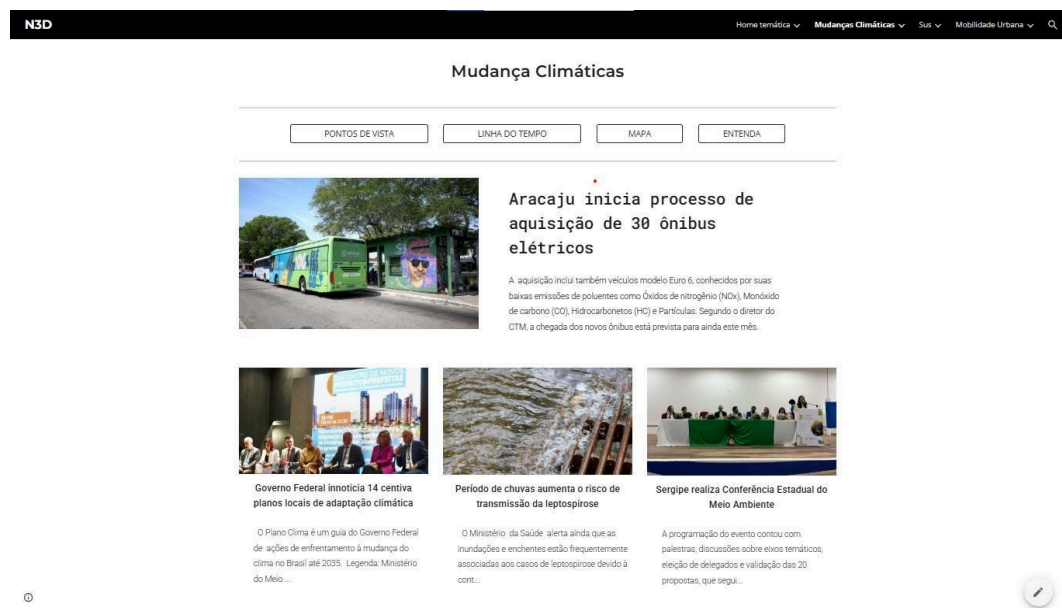 N3D
Home temática
Mudanças Climáticas
Sus
Mobilidade Urbana
Mudança Climáticas
PONTOS DE VISTA
LINHA DO TEMPO
MAPA
ENTENDA
Aracaju inicia processo de
aquisição de 30 ônibus
elétricos
A aquisição inclui também veículos modelo Euro 6, conhecidos por suas
baixas emissões de poluentes como Óxidos de nitrogênio (NOx), Monóxido
de carbono (CO), Hidrocarbonetos (HC) e Partículas. Segundo o diretor do
CTM, a chegada dos novos ônibus está prevista para ainda este mês.
ENCONTRO DE NOVOS
PREFEITOS E PREFEITAS
Governo Federal innoticia 14 centiva
planos locais de adaptação climática
O Plano Clima é um guia do Governo Federal
de ações de enfrentamento à mudança do
clima no Brasil até 2035. Legenda: Ministério
do Meio ...
Período de chuvas aumenta o risco de
transmissão da leptospirose
O Ministério da Saúde alerta ainda que as
inundações e enchentes estão frequentemente
associadas aos casos de leptospirose devido à
cont...
Sergipe realiza Conferência Estadual do
Meio Ambiente
A programação do evento contou com
palestras, discussões sobre eixos temáticos,
eleição de delegados e validação das 20
propostas, que segui...